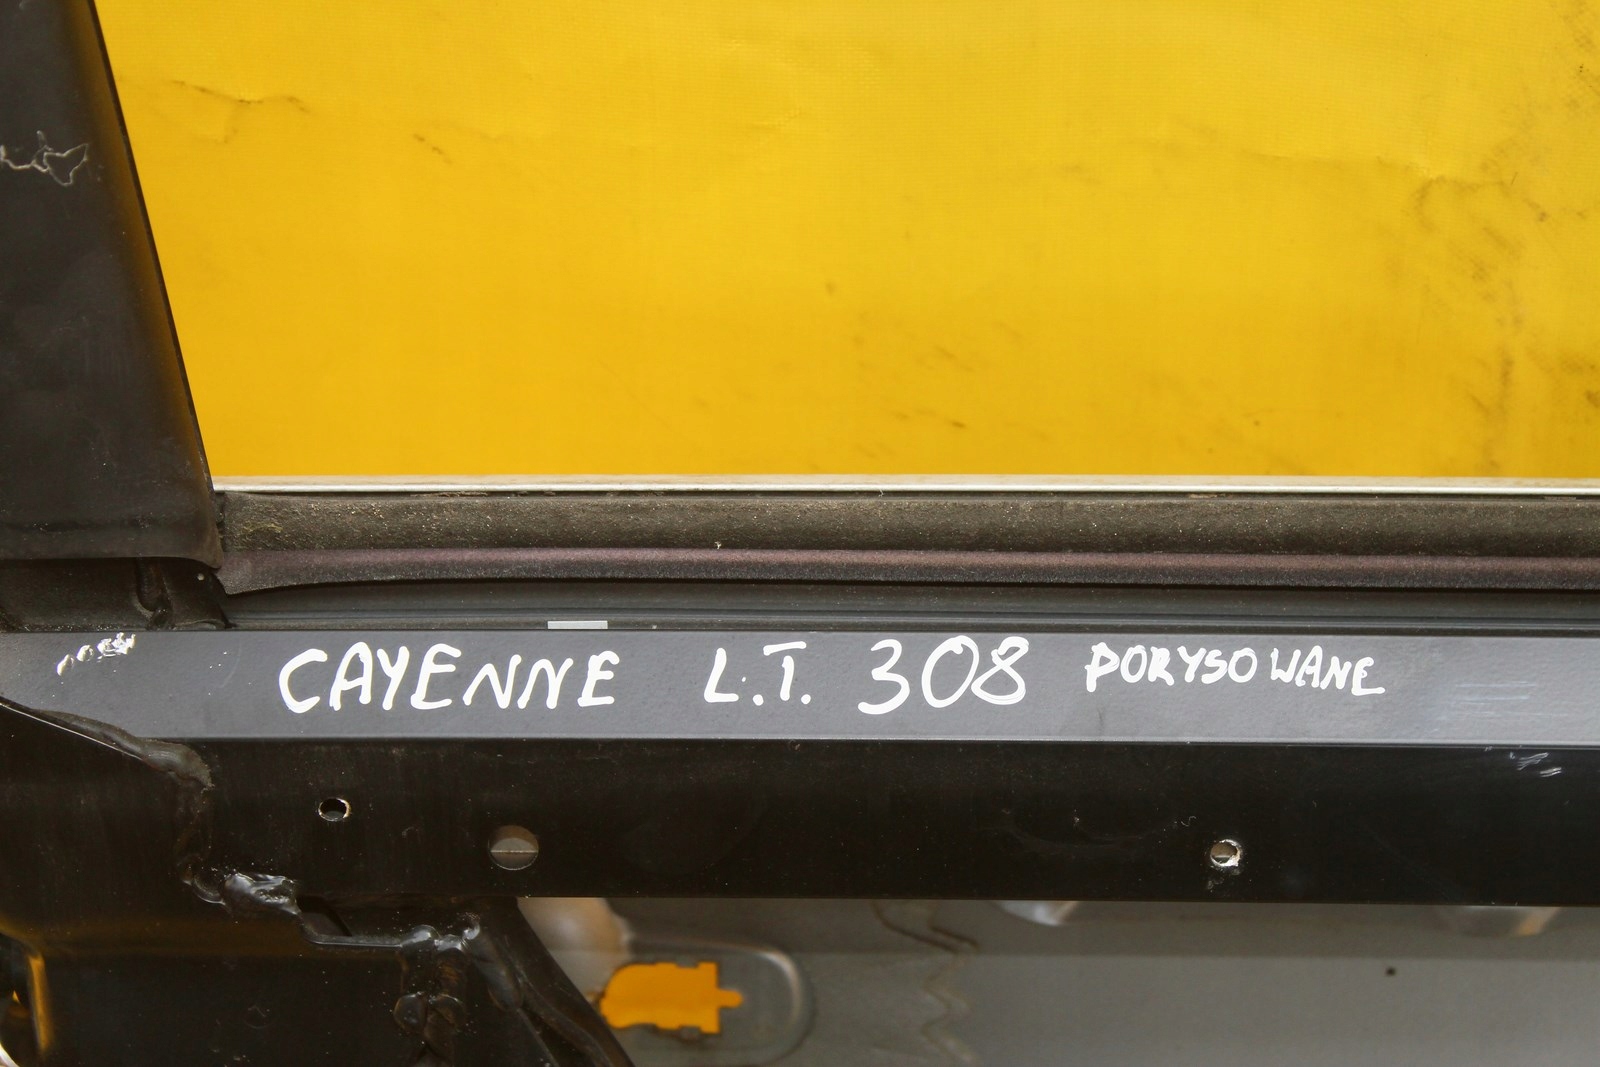 CAYENNE L.T. 308 PORYSOWANE